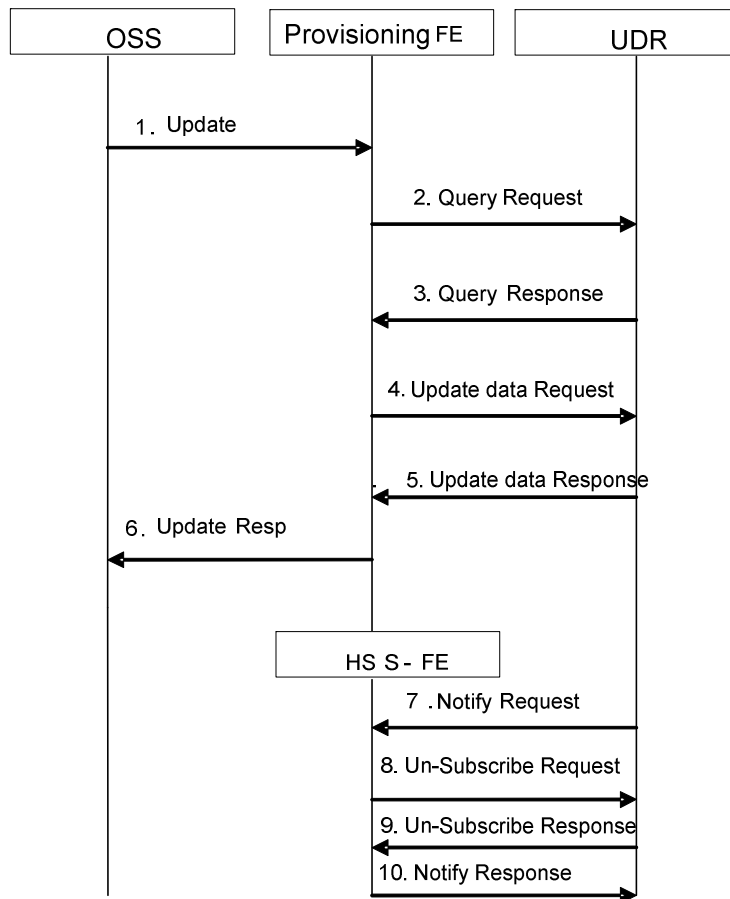 OSS
Provisioning FE
UDR
1. Update
2. Query Request
3. Query Response
4. Update data Request
. 5. Update data Response
6. Update Resp
HS S - FE
7 .Notify Request
8. Un-Subscribe Request
9. Un-Subscribe Response
10. Notify Response